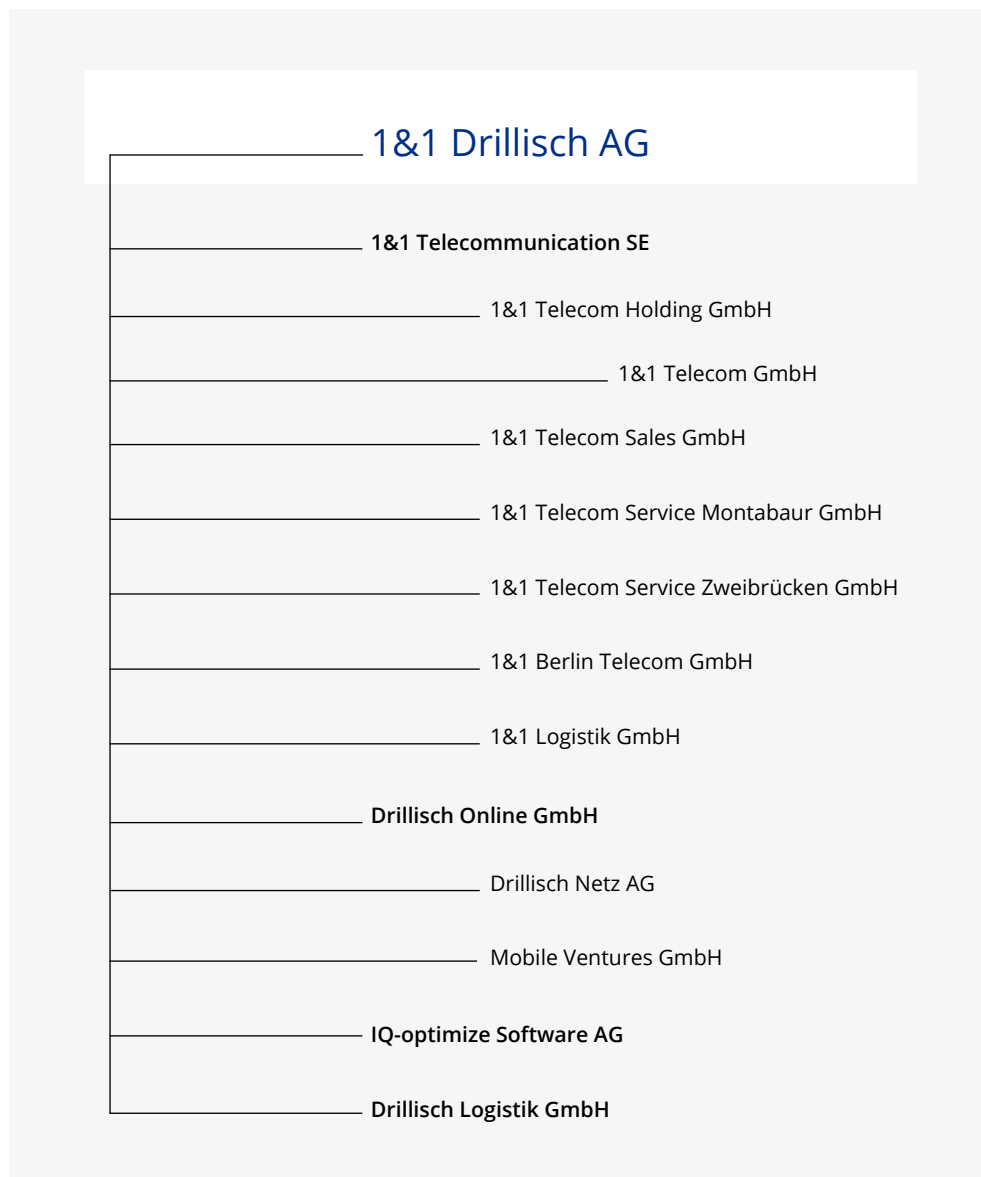 1&1 Drillisch AG
1&1 Telecommunication SE
1&1 Telecom Holding GmbH
1&1 Telecom GmbH
1&1 Telecom Sales GmbH
1&1 Telecom Service Montabaur GmbH
1&1 Telecom Service Zweibrücken GmbH
1&1 Berlin Telecom GmbH
1&1 Logistik GmbH
Drillisch Online GmbH
Drillisch Netz AG
Mobile Ventures GmbH
IQ-optimize Software AG
Drillisch Logistik GmbH